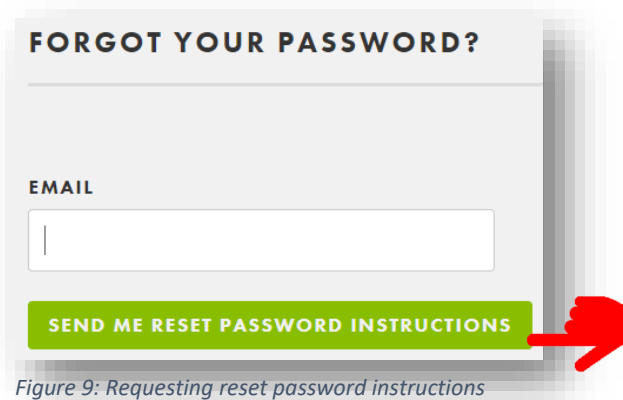 FORGOT YOUR PASSWORD?
EMAIL
SEND ME RESET PASSWORD INSTRUCTIONS
Figure 9: Requesting reset password instructions